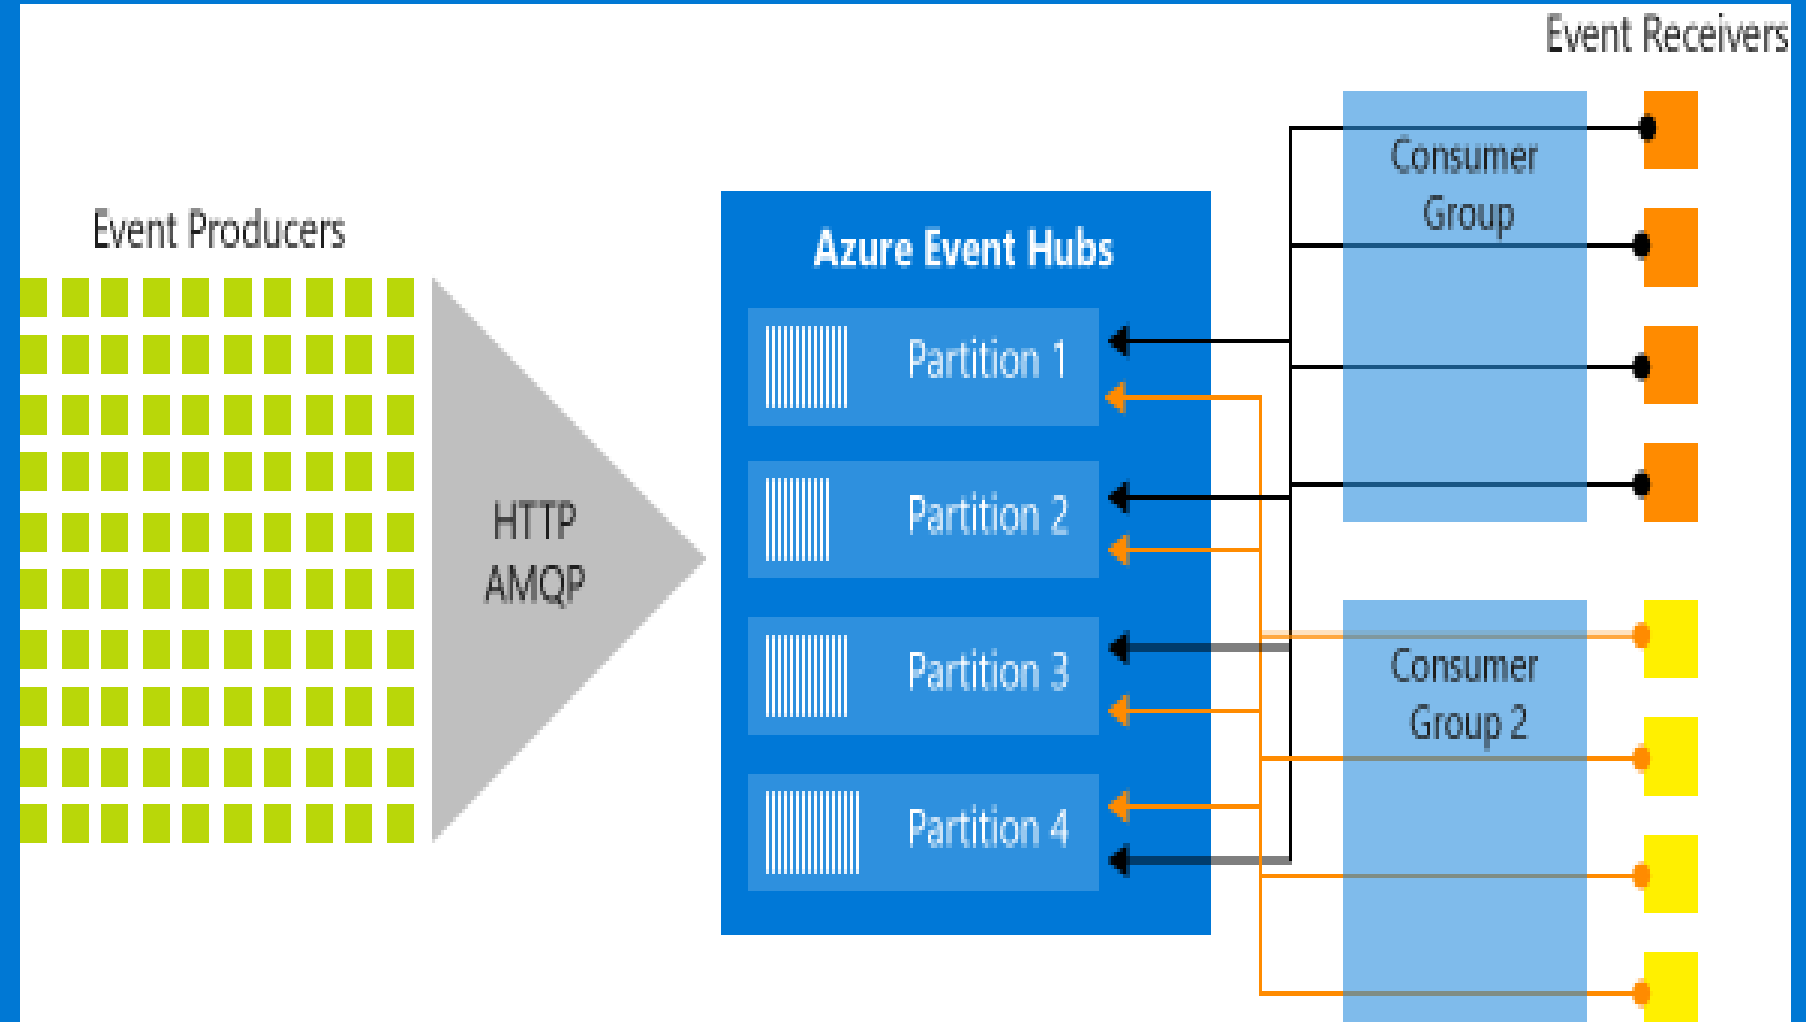 Event Receivers
Event Producers
HTTP
AMQP
Azure Event Hubs
Partition 1
Partition 2
Partition 3
Partition 4
Consumer
Group
Consumer
Group 2